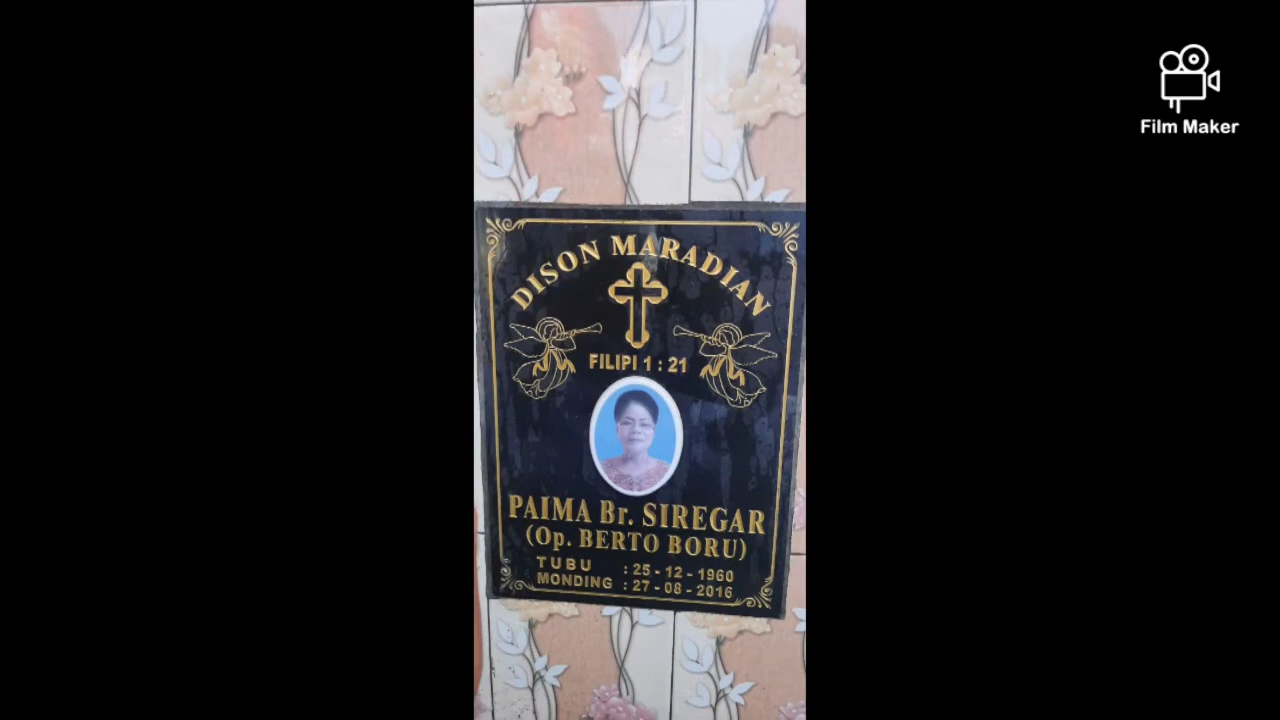 Film Maker
DISON MARADIAN
FILIPI 1 : 21
PAIMA Br. SIREGAR
(Op. BERTO BORU)
TUBU : 25 - 12 - 1960
MONDING : 27 - 08 - 2016